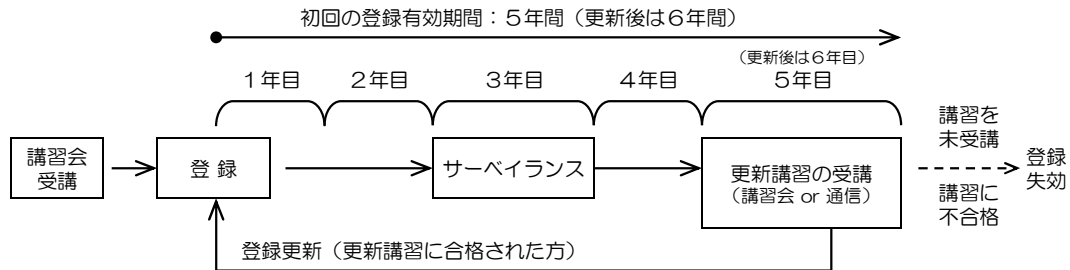 初回の登録有効期間：５年間（更新後は６年間）
（更新後は６年目）
１年目
２年目
３年目
４年目
５年目
講習会
受講
登 録
サーベイランス
更新講習の受講
（講習会 or 通信）
講習を
未受講
講習に
不合格
登録
失効
登録更新（更新講習に合格された方）